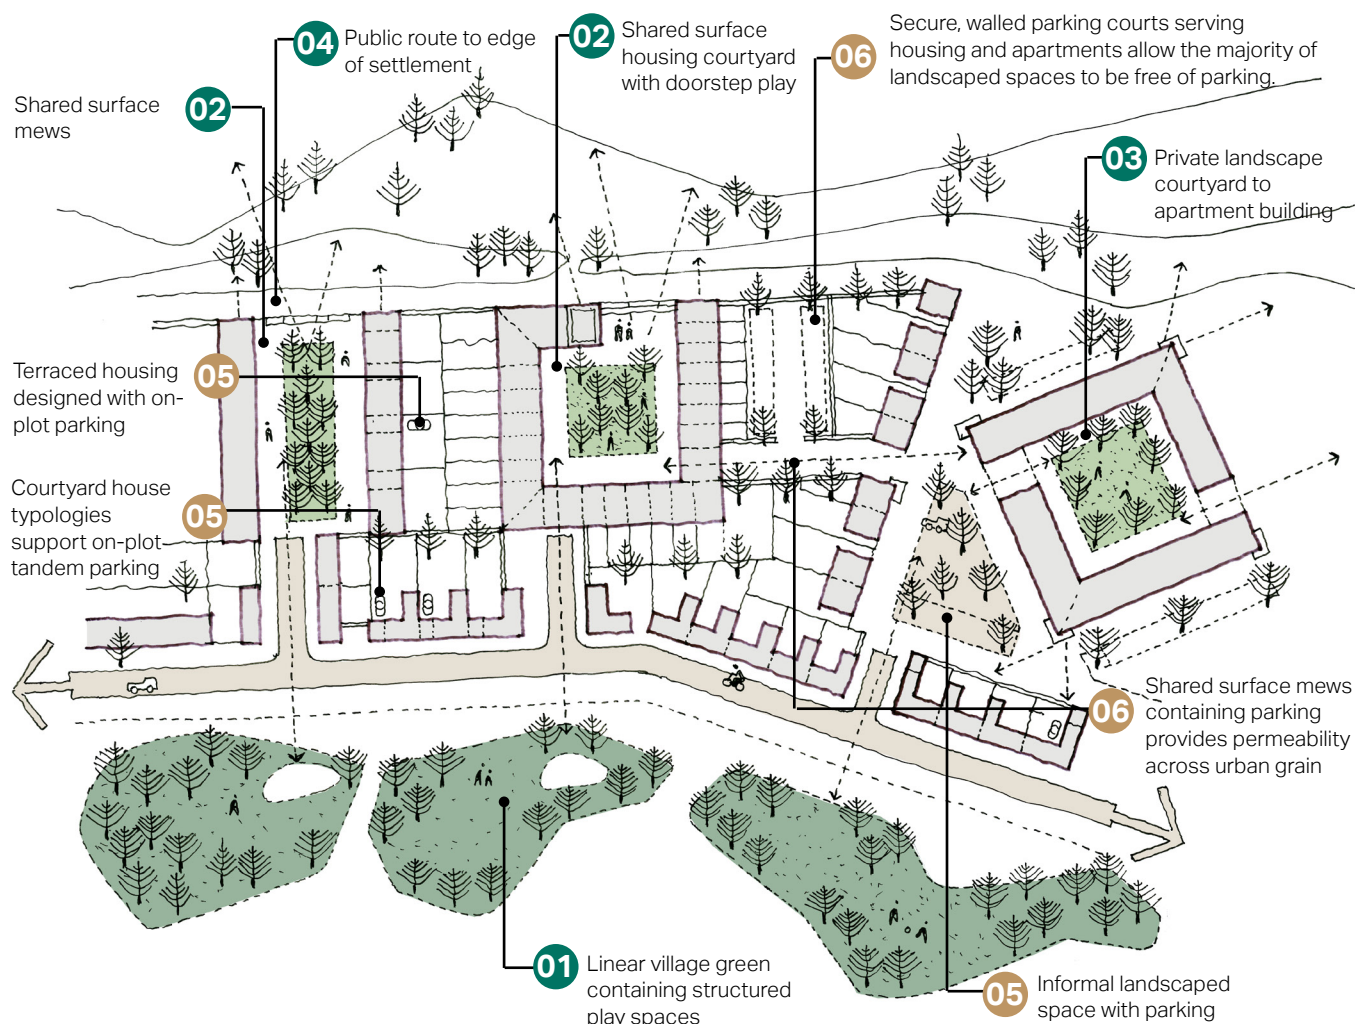 04
Public route to edge
of settlement
02
Shared surface
housing courtyard
with doorstep play
06
Secure, walled parking courts serving
housing and apartments allow the majority of
landscaped spaces to be free of parking.
Shared surface
mews
02
03
Private landscape
courtyard to
apartment building
Terraced housing
designed with on-
plot parking
05
Courtyard house
typologies
support on-plot
tandem parking
05
06
Shared surface mews
containing parking
provides permeability
across urban grain
01
Linear village green
containing structured
play spaces
05
Informal landscaped
space with parking